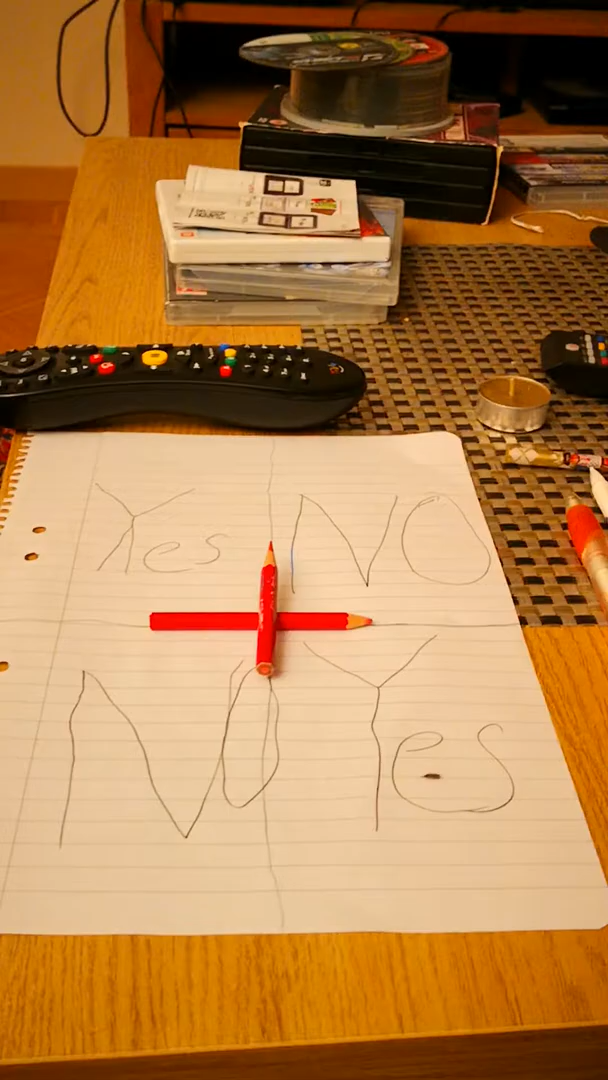 Yes NO
NO Yes